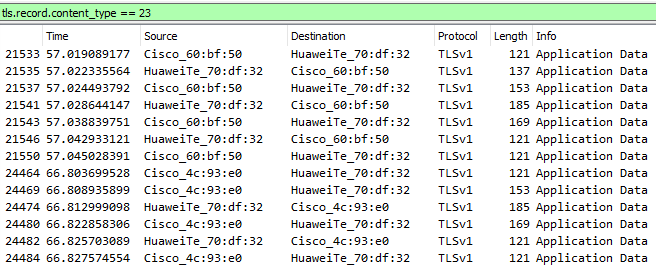 tls.record.content_type == 23
Time Source Destination Protocol Length Info
21533 57.019089177 Cisco_60:bf:50 HuaweiTe_70:df:32 TLSv1 121 Application Data
21535 57.022335564 HuaweiTe_70:df:32 Cisco_60:bf:50 TLSv1 137 Application Data
21537 57.024493792 Cisco_60:bf:50 HuaweiTe_70:df:32 TLSv1 153 Application Data
21541 57.028644147 HuaweiTe_70:df:32 Cisco_60:bf:50 TLSv1 185 Application Data
21543 57.038839751 Cisco_60:bf:50 HuaweiTe_70:df:32 TLSv1 169 Application Data
21546 57.042933121 HuaweiTe_70:df:32 Cisco_60:bf:50 TLSv1 121 Application Data
21550 57.045028391 Cisco_60:bf:50 HuaweiTe_70:df:32 TLSv1 121 Application Data
24464 66.803699528 Cisco_4c:93:e0 HuaweiTe_70:df:32 TLSv1 121 Application Data
24469 66.808935899 Cisco_4c:93:e0 HuaweiTe_70:df:32 TLSv1 153 Application Data
24474 66.812999098 HuaweiTe_70:df:32 Cisco_4c:93:e0 TLSv1 185 Application Data
24480 66.822858306 Cisco_4c:93:e0 HuaweiTe_70:df:32 TLSv1 169 Application Data
24482 66.825703089 HuaweiTe_70:df:32 Cisco_4c:93:e0 TLSv1 121 Application Data
24484 66.827574554 Cisco_4c:93:e0 HuaweiTe_70:df:32 TLSv1 121 Application Data